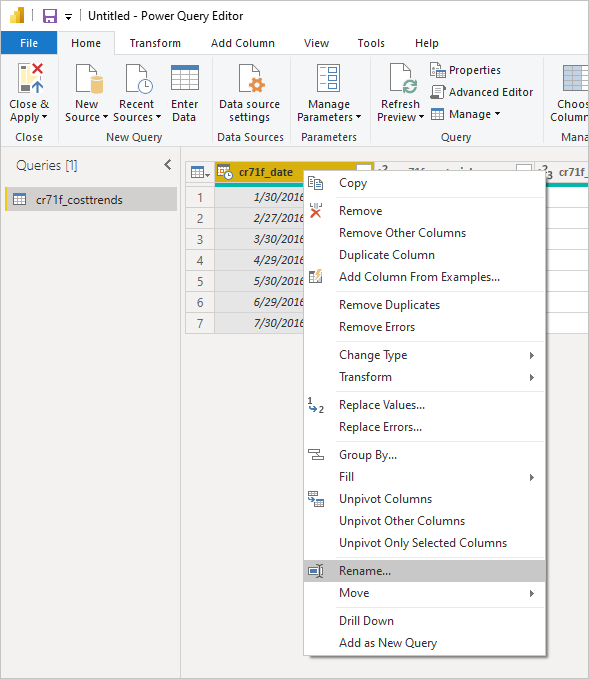 Untitled - Power Query Editor
File Home Transform Add Column View Tools Help
Close & Apply
New Source
Recent Sources
Enter Data
Data source settings
Manage Parameters
Refresh Preview
Properties
Advanced Editor
Manage
Close New Query Data Sources Parameters Query
Queries [1]
cr71f_costtrends
cr71f_date
1 1/30/2016
2 2/27/2016
3 3/30/2016
4 4/29/2016
5 5/30/2016
6 6/29/2016
7 7/30/2016
Copy
Remove
Remove Other Columns
Duplicate Column
Add Column From Examples...
Remove Duplicates
Remove Errors
Change Type
Transform
Replace Values...
Replace Errors...
Group By...
Fill
Unpivot Columns
Unpivot Other Columns
Unpivot Only Selected Columns
Rename...
Move
Drill Down
Add as New Query